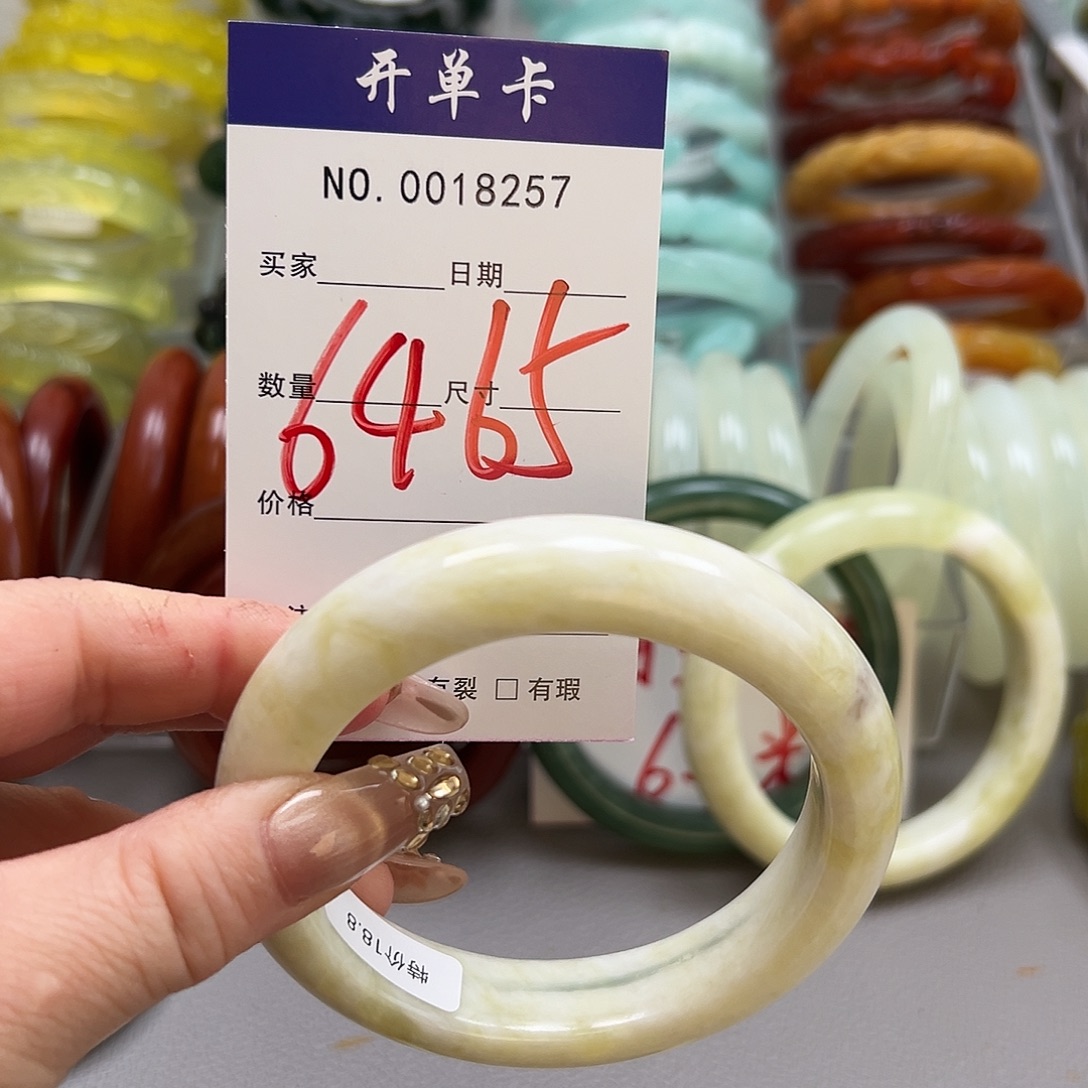 开单卡
NO. 0018257
买家 日期
6465
数量 尺寸
价格
有裂 □ 有瑕
特价18.8